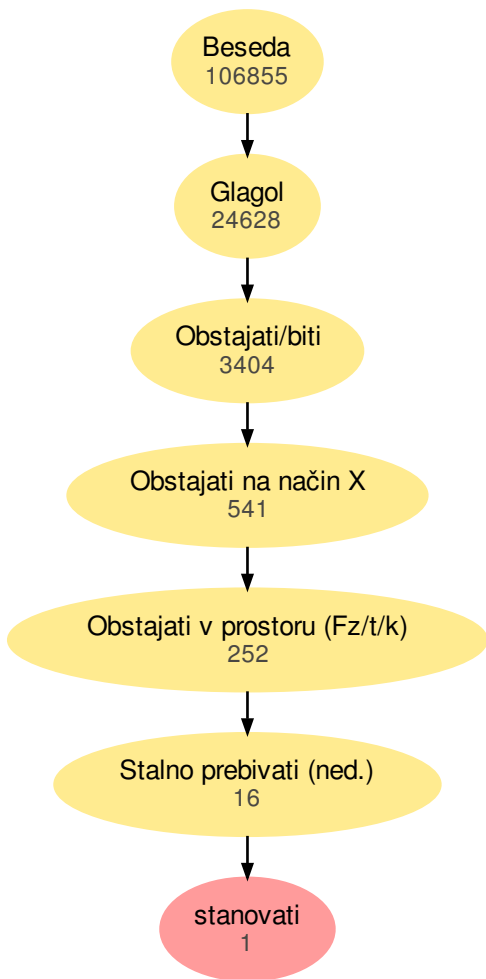 Beseda
106855
Glagol
24628
Obstajati/biti
3404
Obstajati na način X
541
Obstajati v prostoru (Fz/t/k)
252
Stalno prebivati (ned.)
16
stanovati
1